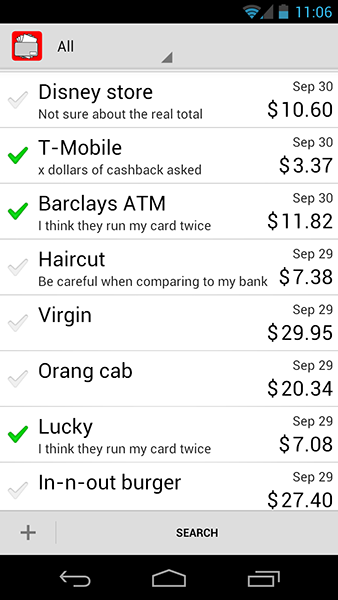 11:06
All
Disney store
Sep 30
Not sure about the real total
$10.60
T-Mobile
Sep 30
x dollars of cashback asked
$3.37
Barclays ATM
Sep 30
I think they run my card twice
$11.82
Haircut
Sep 29
Be careful when comparing to my bank
$7.38
Virgin
Sep 29
$29.95
Orang cab
Sep 29
$20.34
Lucky
Sep 29
I think they run my card twice
$7.08
In-n-out burger
Sep 29
$27.40
+
SEARCH